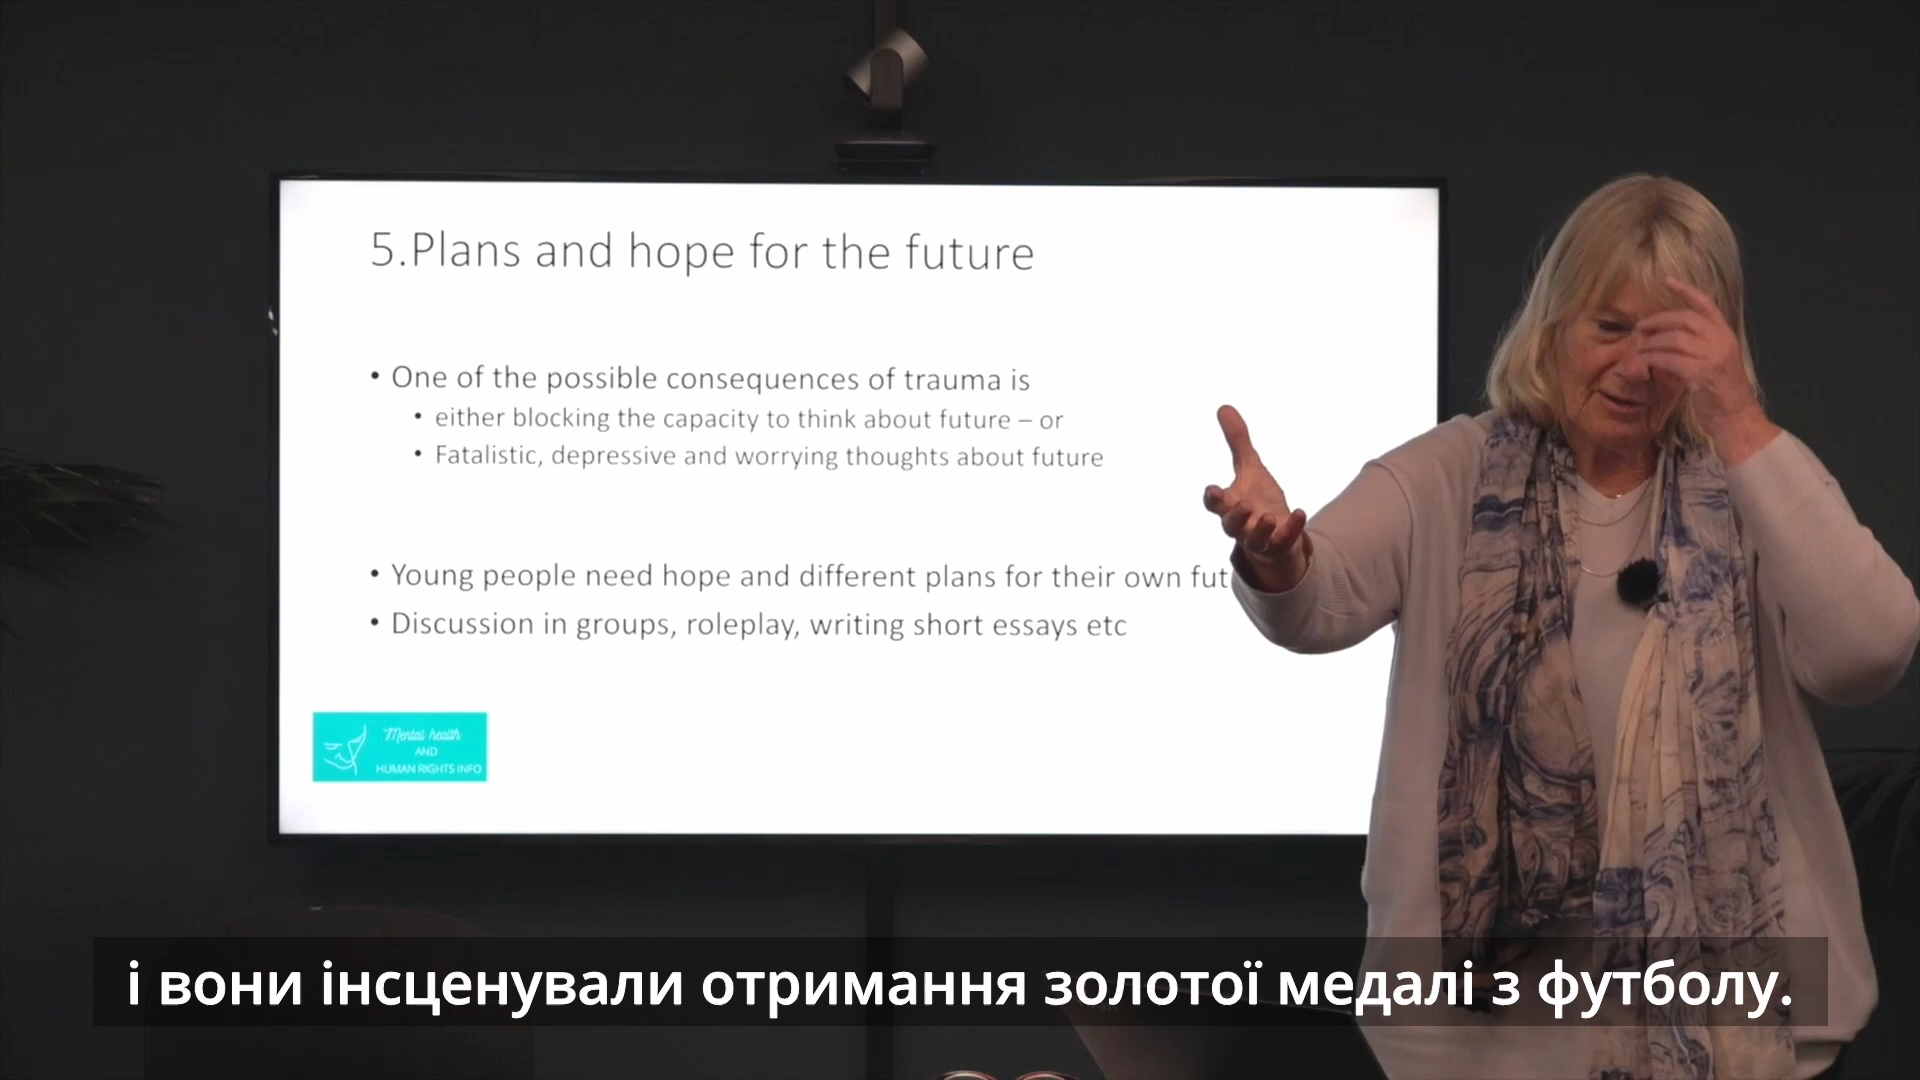 5.Plans and hope for the future
• One of the possible consequences of trauma is
• either blocking the capacity to think about future – or
• Fatalistic, depressive and worrying thoughts about future
• Young people need hope and different plans for their own fut
• Discussion in groups, roleplay, writing short essays etc
Mental health
AND
HUMAN RIGHTS INFO
і вони інсценували отримання золотої медалі з футболу.